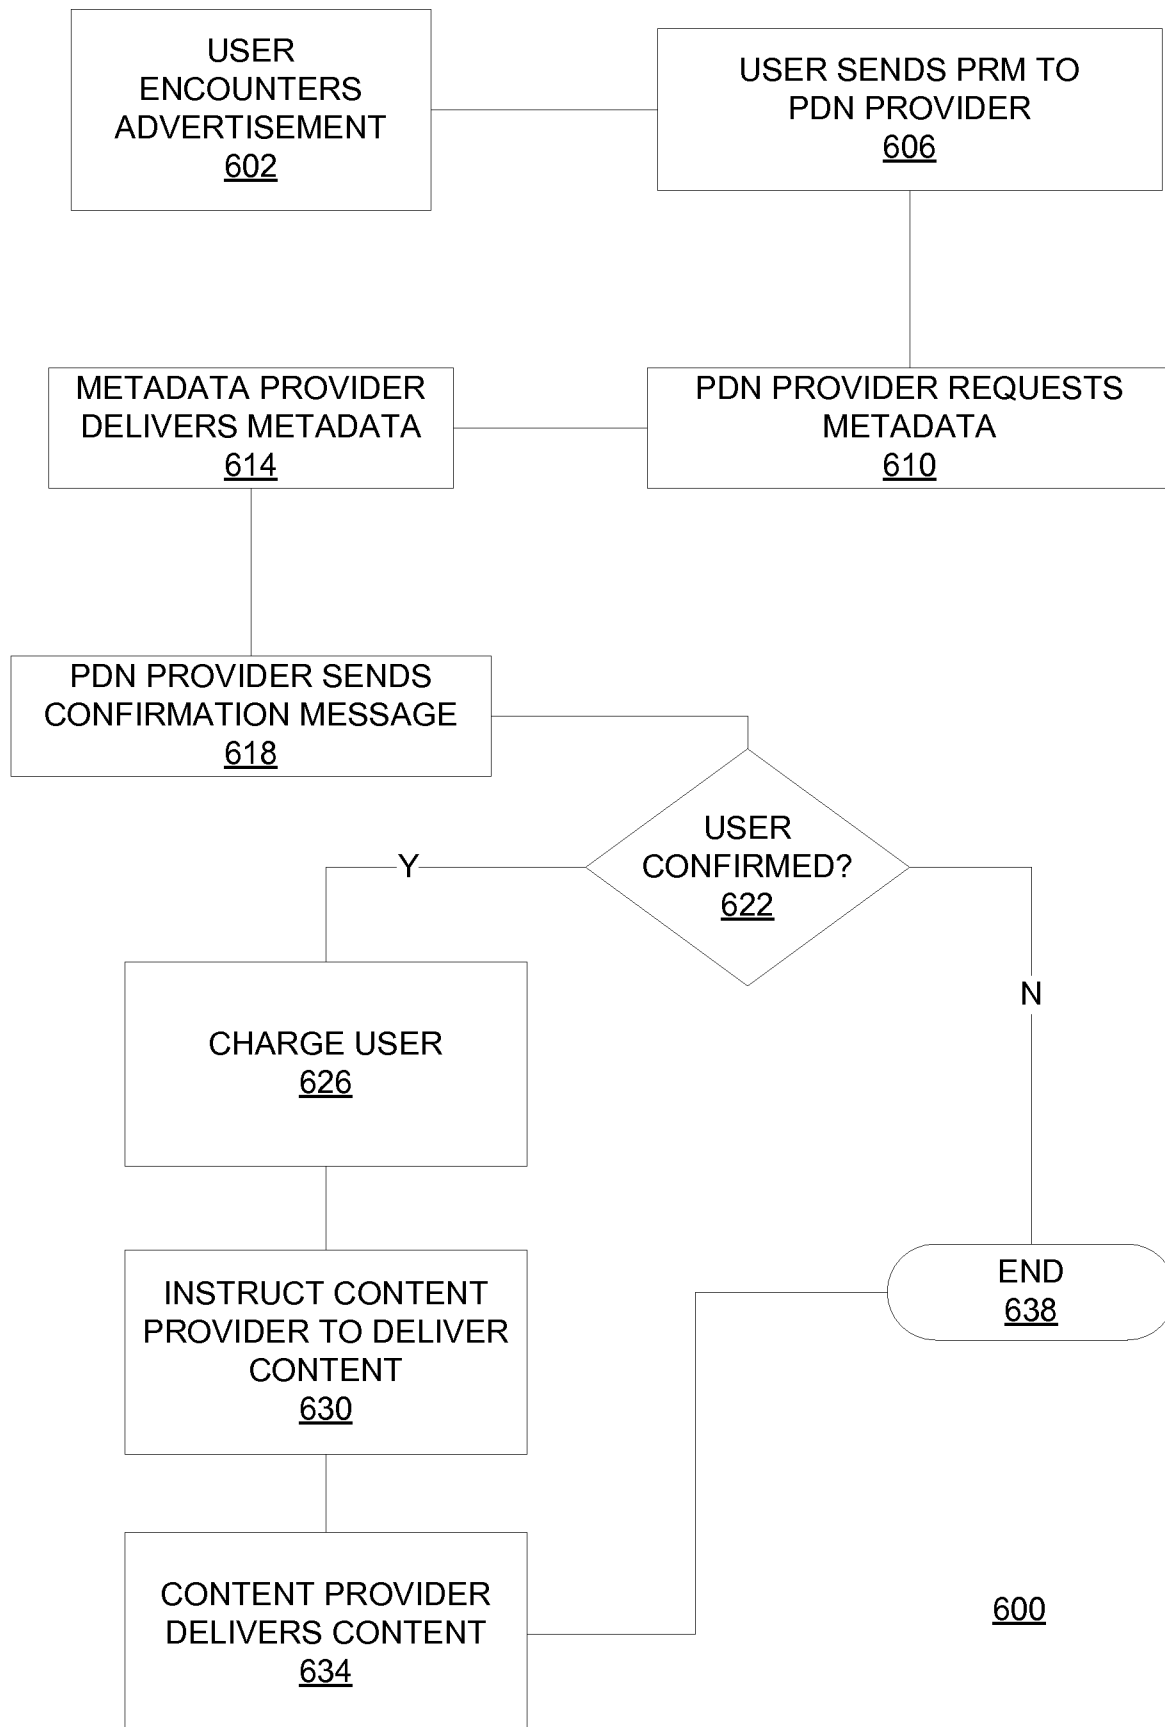 USER
ENCOUNTERS
ADVERTISEMENT
602
USER SENDS PRM TO
PDN PROVIDER
606
METADATA PROVIDER
DELIVERS METADATA
614
PDN PROVIDER REQUESTS
METADATA
610
PDN PROVIDER SENDS
CONFIRMATION MESSAGE
618
USER
CONFIRMED?
622
Y
N
CHARGE USER
626
INSTRUCT CONTENT
PROVIDER TO DELIVER
CONTENT
630
END
638
CONTENT PROVIDER
DELIVERS CONTENT
634
600